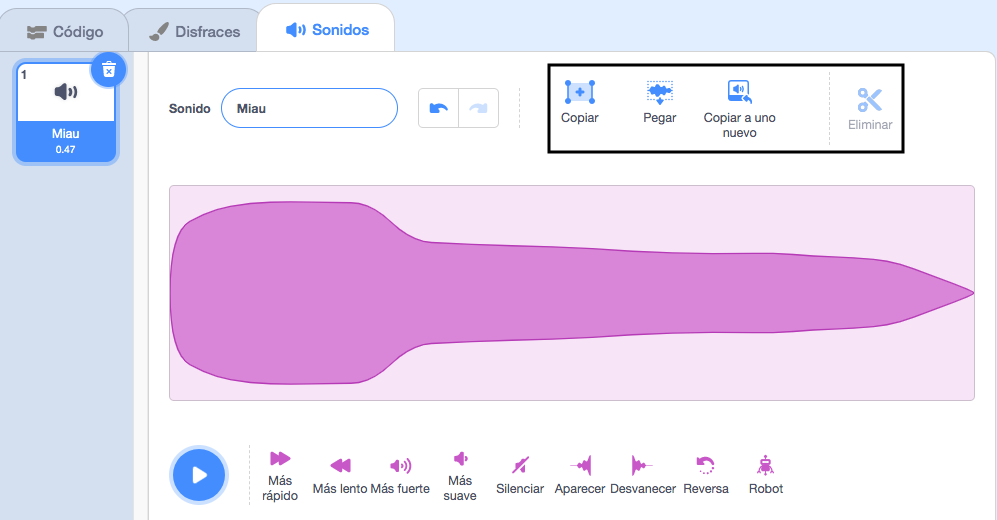 Código
Disfraces
Sonidos
1
Miau
0.47
Sonido
Miau
Copiar
Pegar
Copiar a uno
nuevo
Eliminar
Más
rápido
Más lento
Más fuerte
Más
suave
Silenciar
Aparecer
Desvanecer
Reversa
Robot